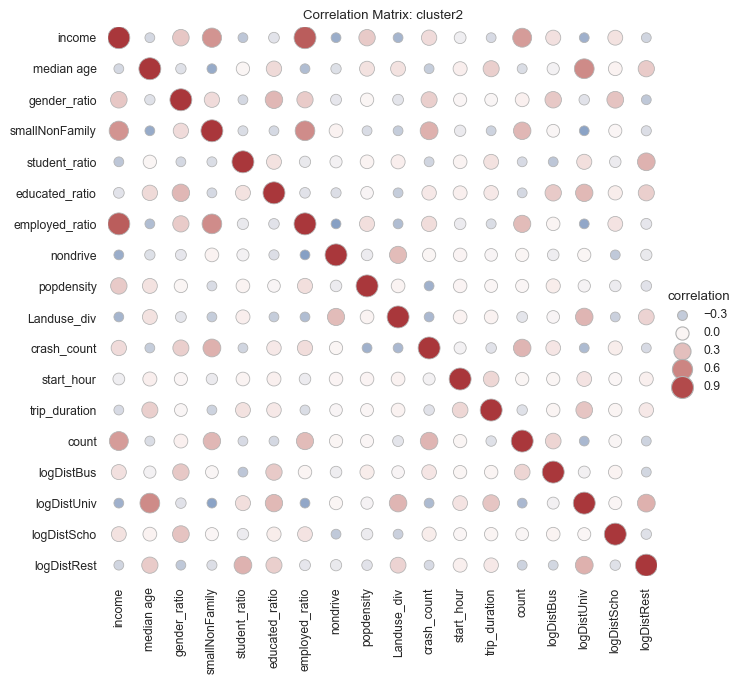 Correlation Matrix: cluster2
income
median age
gender_ratio
smallNonFamily
student_ratio
educated_ratio
employed_ratio
nondrive
popdensity
Landuse_div
crash_count
start_hour
trip_duration
count
logDistBus
logDistUniv
logDistScho
logDistRest
correlation
−0.3
0.0
0.3
0.6
0.9
income
median age
gender_ratio
smallNonFamily
student_ratio
educated_ratio
employed_ratio
nondrive
popdensity
Landuse_div
crash_count
start_hour
trip_duration
count
logDistBus
logDistUniv
logDistScho
logDistRest